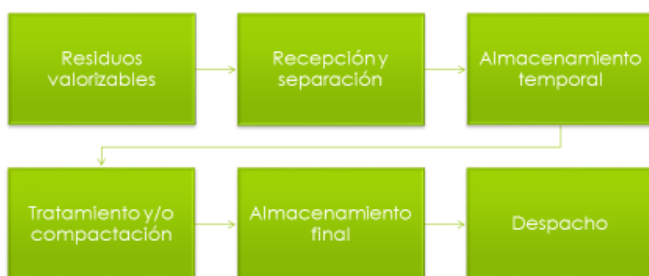 Residuos
valorizables
Recepción y
separación
Almacenamiento
temporal
Tratamiento y/o
compactación
Almacenamiento
final
Despacho